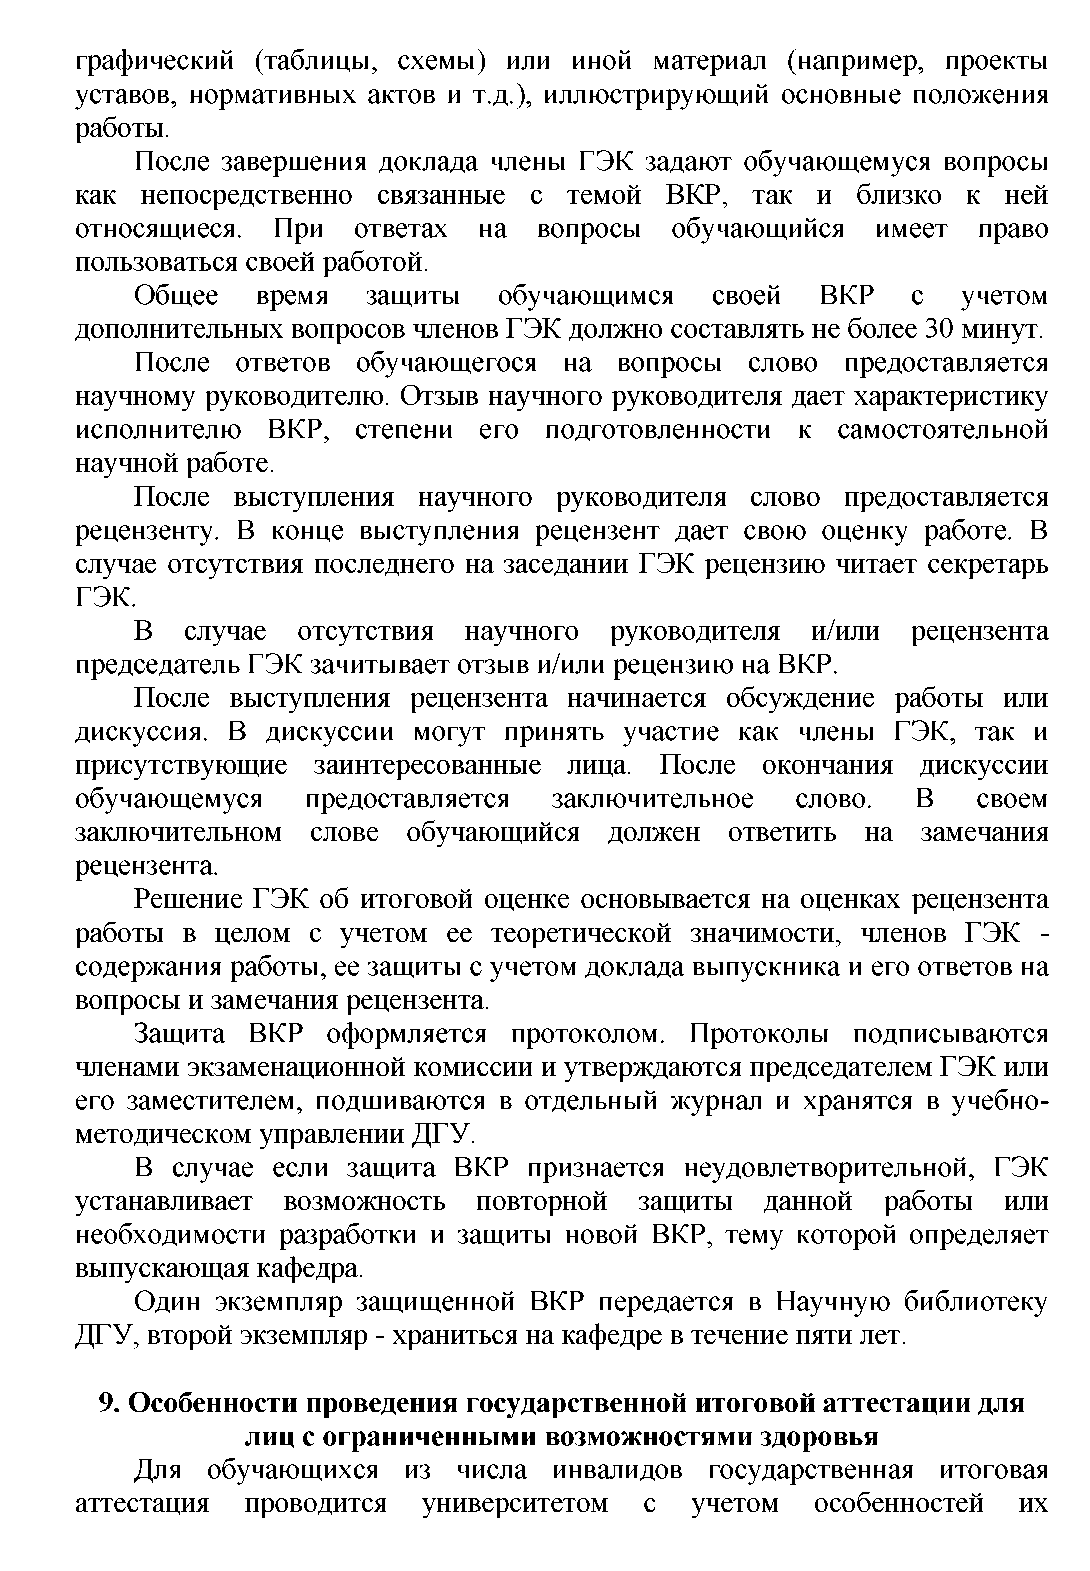 графический (таблицы, схемы) или иной материал (например, проекты
уставов, нормативных актов и т.д.), иллюстрирующий основные положения
работы.
После завершения доклада члены ГЭК задают обучающемуся вопросы
как непосредственно связанные с темой ВКР, так и близко к ней
относящиеся. При ответах на вопросы обучающийся имеет право
пользоваться своей работой.
Общее время защиты обучающимся своей ВКР с учетом
дополнительных вопросов членов ГЭК должно составлять не более 30 минут.
После ответов обучающегося на вопросы слово предоставляется
научному руководителю. Отзыв научного руководителя дает характеристику
исполнителю ВКР, степени его подготовленности к самостоятельной
научной работе.
После выступления научного руководителя слово предоставляется
рецензенту. В конце выступления рецензент дает свою оценку работе. В
случае отсутствия последнего на заседании ГЭК рецензию читает секретарь
ГЭК.
В случае отсутствия научного руководителя и/или рецензента
председатель ГЭК зачитывает отзыв и/или рецензию на ВКР.
После выступления рецензента начинается обсуждение работы или
дискуссия. В дискуссии могут принять участие как члены ГЭК, так и
присутствующие заинтересованные лица. После окончания дискуссии
обучающемуся предоставляется заключительное слово. В своем
заключительном слове обучающийся должен ответить на замечания
рецензента.
Решение ГЭК об итоговой оценке основывается на оценках рецензента
работы в целом с учетом ее теоретической значимости, членов ГЭК -
содержания работы, ее защиты с учетом доклада выпускника и его ответов на
вопросы и замечания рецензента.
Защита ВКР оформляется протоколом. Протоколы подписываются
членами экзаменационной комиссии и утверждаются председателем ГЭК или
его заместителем, подшиваются в отдельный журнал и хранятся в учебно-
методическом управлении ДГУ.
В случае если защита ВКР признается неудовлетворительной, ГЭК
устанавливает возможность повторной защиты данной работы или
необходимости разработки и защиты новой ВКР, тему которой определяет
выпускающая кафедра.
Один экземпляр защищенной ВКР передается в Научную библиотеку
ДГУ, второй экземпляр - храниться на кафедре в течение пяти лет.
9. Особенности проведения государственной итоговой аттестации для
лиц с ограниченными возможностями здоровья
Для обучающихся из числа инвалидов государственная итоговая
аттестация проводится университетом с учетом особенностей их